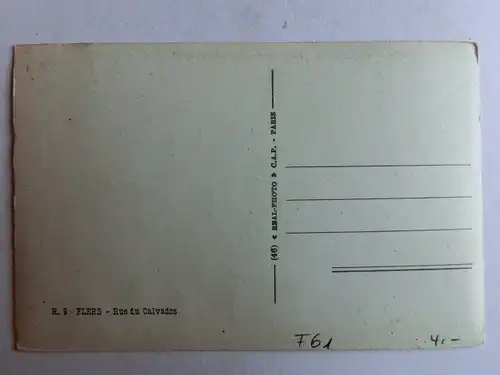 (46) « REAL-PHOTO » C.A.P. - PARIS
H. 9. FLERS - Rue du Calvados
F61
4.-